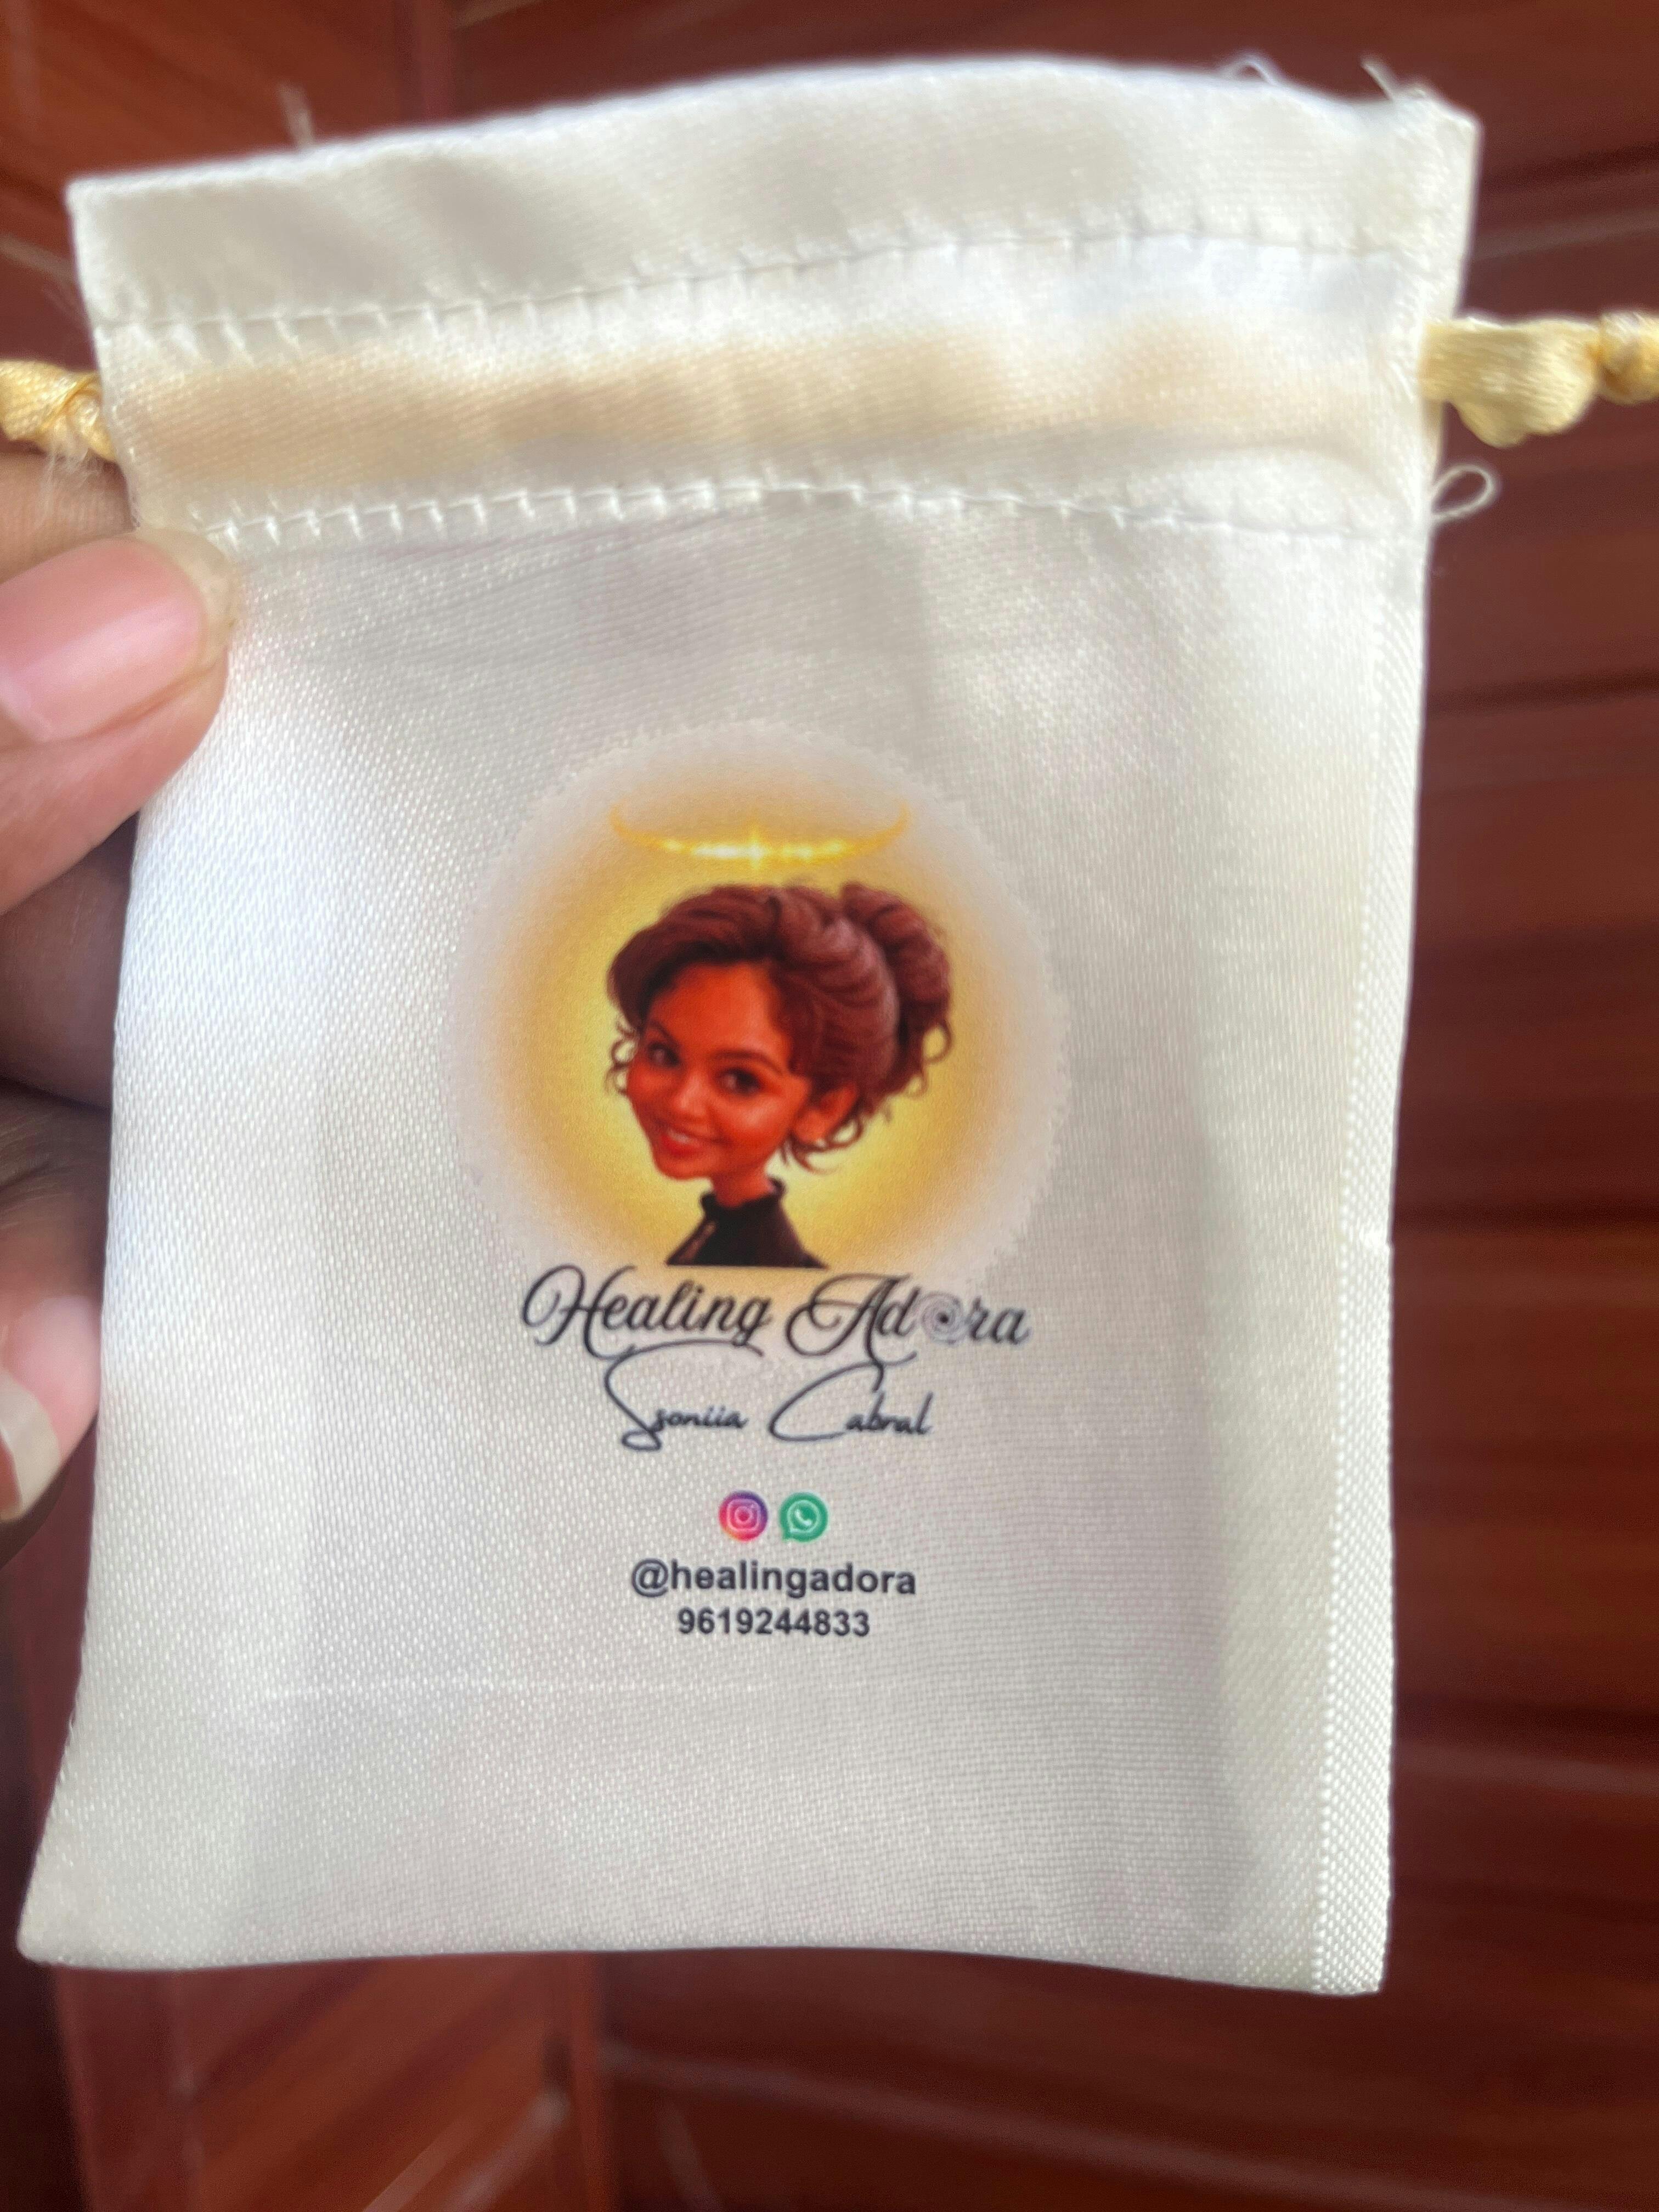 Healing Adora
Ssoniia Cabral
@healingadora
9619244833